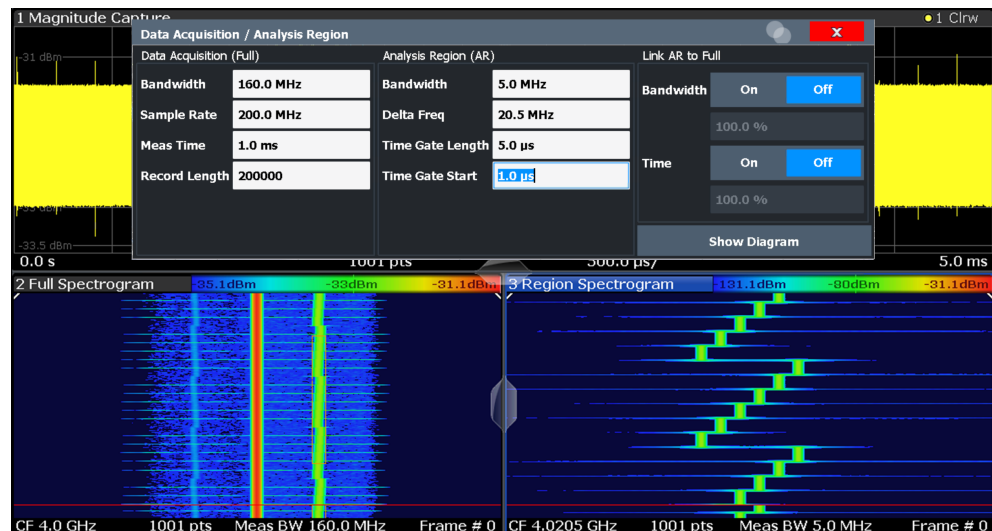 1 Magnitude Capture
1 Clrw
Data Acquisition / Analysis Region
X
Data Acquisition (Full)
Bandwidth 160.0 MHz
Sample Rate 200.0 MHz
Meas Time 1.0 ms
Record Length 200000
Analysis Region (AR)
Bandwidth 5.0 MHz
Delta Freq 20.5 MHz
Time Gate Length 5.0 µs
Time Gate Start 1.0 µs
Link AR to Full
Bandwidth On Off
100.0 %
Time On Off
100.0 %
Show Diagram
-31 dBm
-33.5 dBm
0.0 s 1001 pts 500.0 µs/ 5.0 ms
2 Full Spectrogram -35.1dBm -33dBm -31.1dBm
CF 4.0 GHz 1001 pts Meas BW 160.0 MHz Frame # 0
3 Region Spectrogram -131.1dBm -80dBm -31.1dBm
CF 4.0205 GHz 1001 pts Meas BW 5.0 MHz Frame # 0